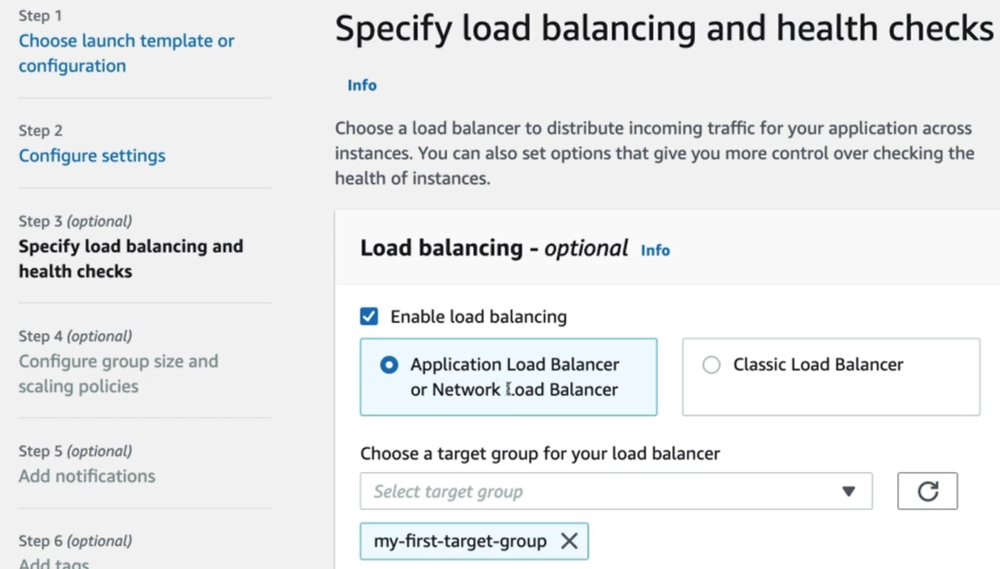 Step 1
Choose launch template or
configuration
Step 2
Configure settings
Step 3 (optional)
Specify load balancing and
health checks
Step 4 (optional)
Configure group size and
scaling policies
Step 5 (optional)
Add notifications
Step 6 (optional)
Add tags
Specify load balancing and health checks
Info
Choose a load balancer to distribute incoming traffic for your application across
instances. You can also set options that give you more control over checking the
health of instances.
Load balancing - optional Info
Enable load balancing
Application Load Balancer
or Network Load Balancer
Classic Load Balancer
Choose a target group for your load balancer
Select target group
my-first-target-group